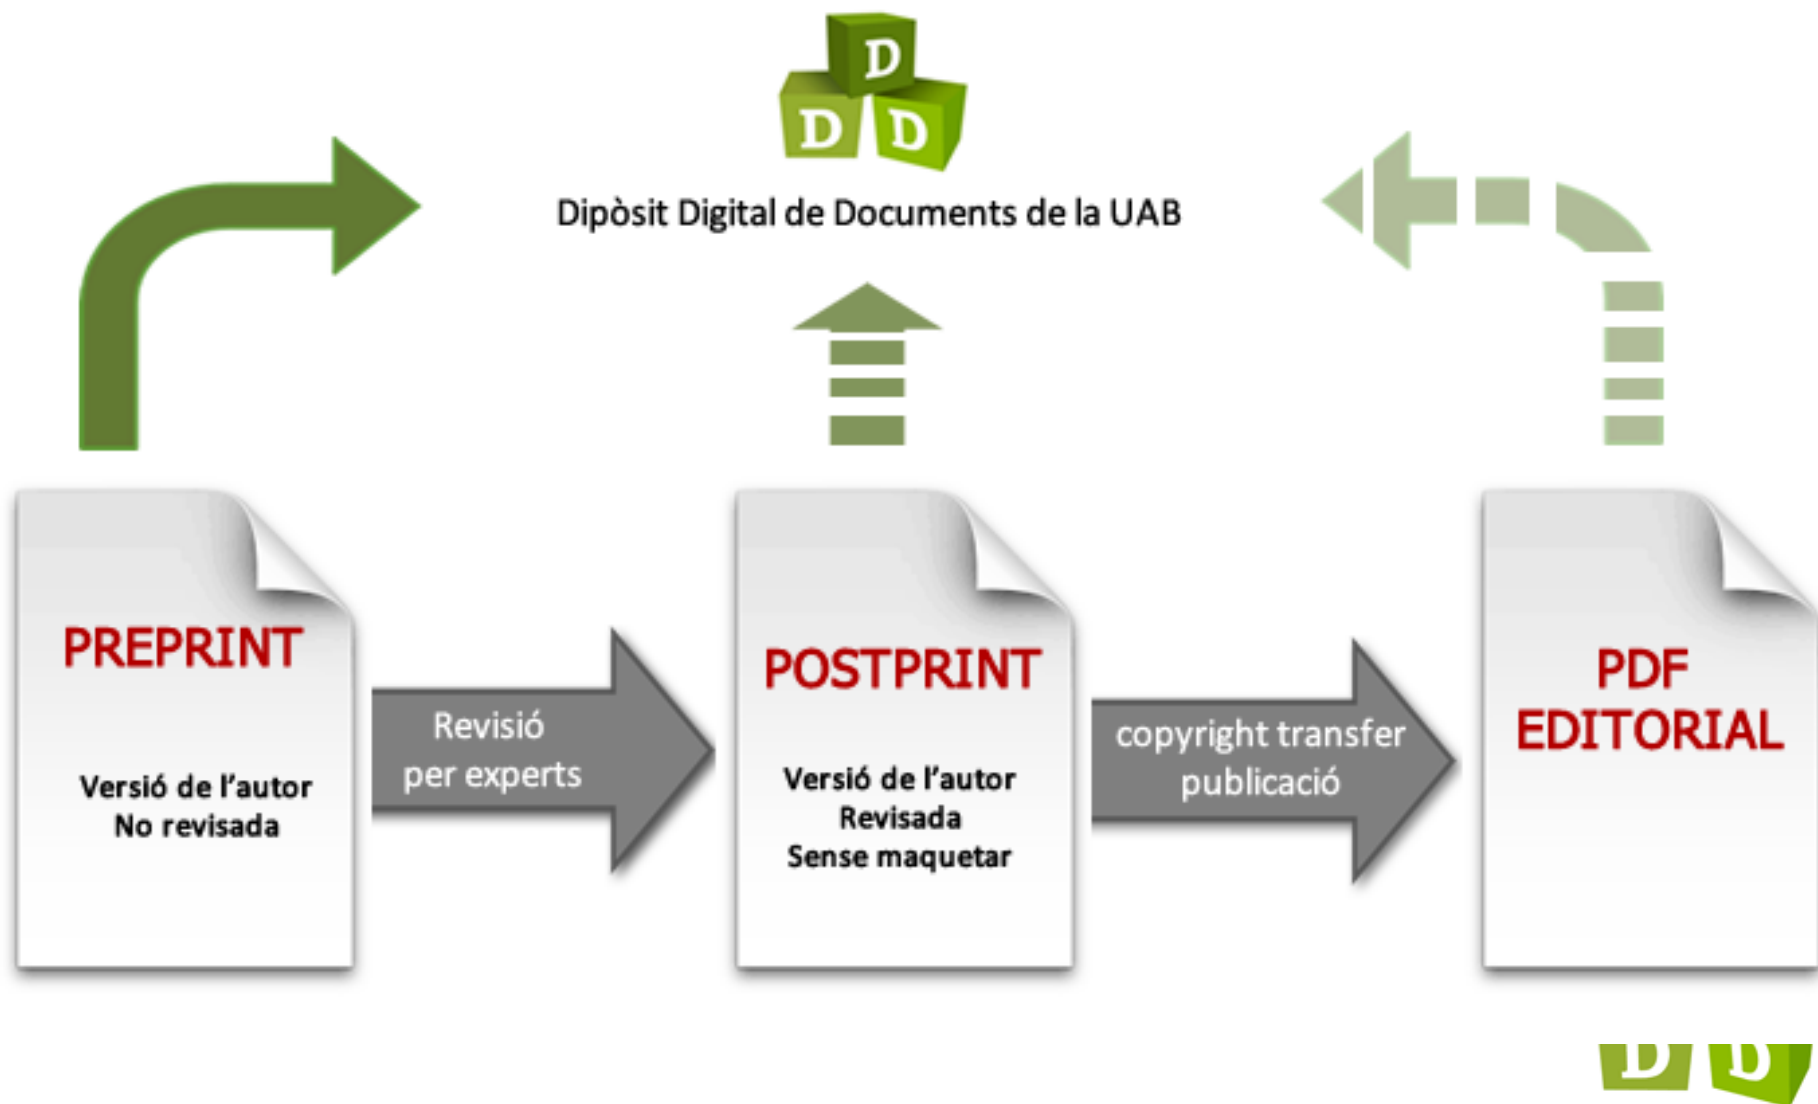 D
D D
Dipòsit Digital de Documents de la UAB
PREPRINT
Versió de l'autor
No revisada
Revisió
per experts
POSTPRINT
Versió de l'autor
Revisada
Sense maquetar
copyright transfer
publicació
PDF
EDITORIAL
D D